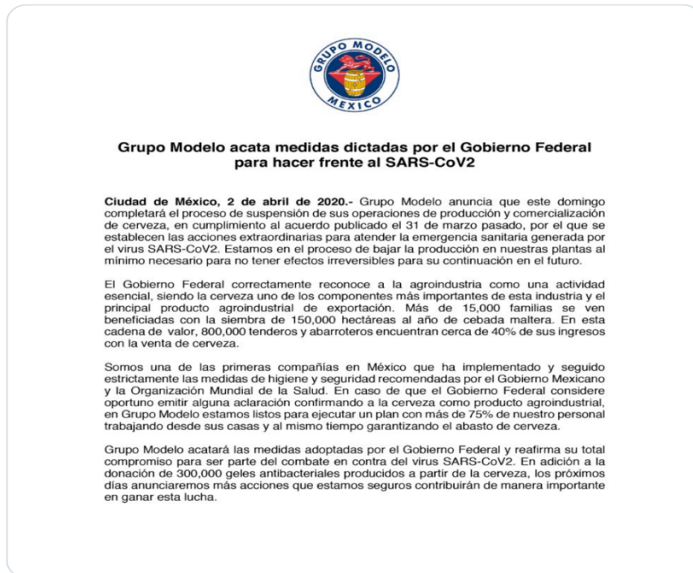 GRUPO MODELO
MEXICO
Grupo Modelo acata medidas dictadas por el Gobierno Federal
para hacer frente al SARS-CoV2
Ciudad de México, 2 de abril de 2020.- Grupo Modelo anuncia que este domingo
completará el proceso de suspensión de sus operaciones de producción y comercialización
de cerveza, en cumplimiento al acuerdo publicado el 31 de marzo pasado, por el que se
establecen las acciones extraordinarias para atender la emergencia sanitaria generada por
el virus SARS-CoV2. Estamos en el proceso de bajar la producción en nuestras plantas al
mínimo necesario para no tener efectos irreversibles para su continuación en el futuro.
El Gobierno Federal correctamente reconoce a la agroindustria como una actividad
esencial, siendo la cerveza uno de los componentes más importantes de esta industria y el
principal producto agroindustrial de exportación. Más de 15,000 familias se ven
beneficiadas con la siembra de 150,000 hectáreas al año de cebada maltera. En esta
cadena de valor, 800,000 tenderos y abarroteros encuentran cerca de 40% de sus ingresos
con la venta de cerveza.
Somos una de las primeras compañías en México que ha implementado y seguido
estrictamente las medidas de higiene y seguridad recomendadas por el Gobierno Mexicano
y la Organización Mundial de la Salud. En caso de que el Gobierno Federal considere
oportuno emitir alguna aclaración confirmando a la cerveza como producto agroindustrial,
en Grupo Modelo estamos listos para ejecutar un plan con más de 75% de nuestro personal
trabajando desde sus casas y al mismo tiempo garantizando el abasto de cerveza.
Grupo Modelo acatará las medidas adoptadas por el Gobierno Federal y reafirma su total
compromiso para ser parte del combate en contra del virus SARS-CoV2. En adición a la
donación de 300,000 geles antibacteriales producidos a partir de la cerveza, los próximos
días anunciaremos más acciones que estamos seguros contribuirán de manera importante
en ganar esta lucha.